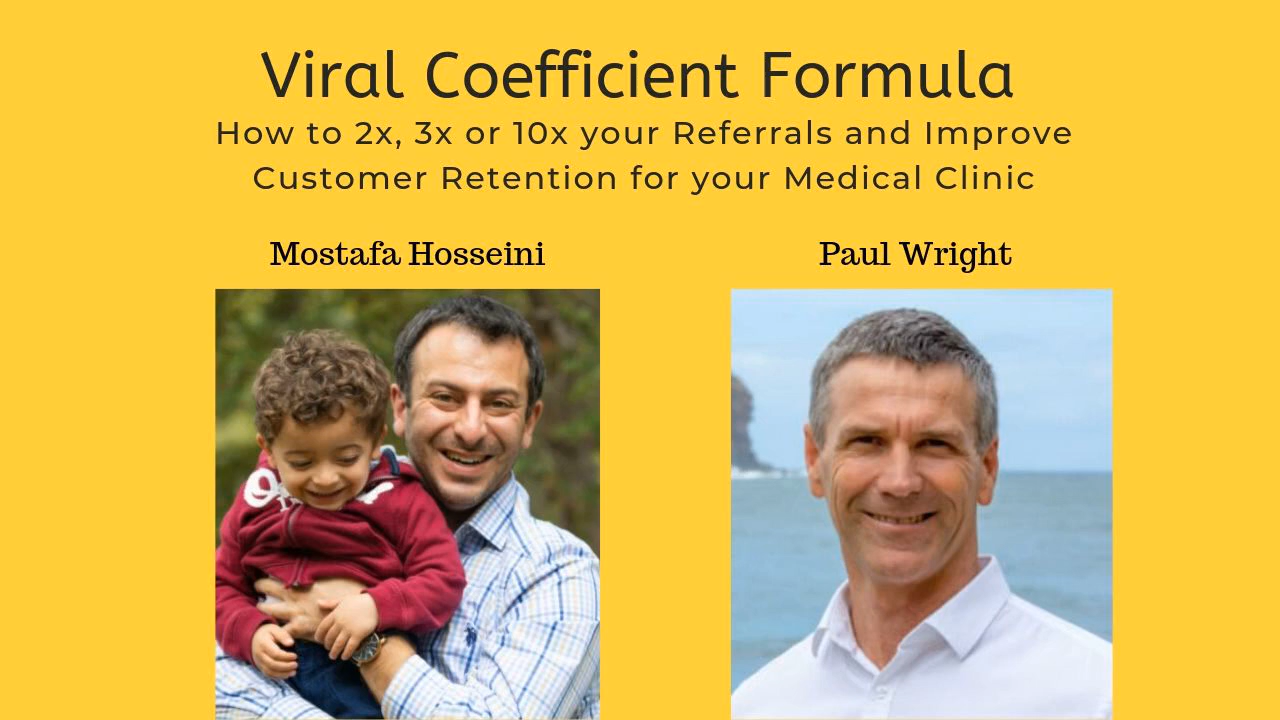 Viral Coefficient Formula
How to 2x, 3x or 10x your Referrals and Improve
Customer Retention for your Medical Clinic
Mostafa Hosseini
Paul Wright